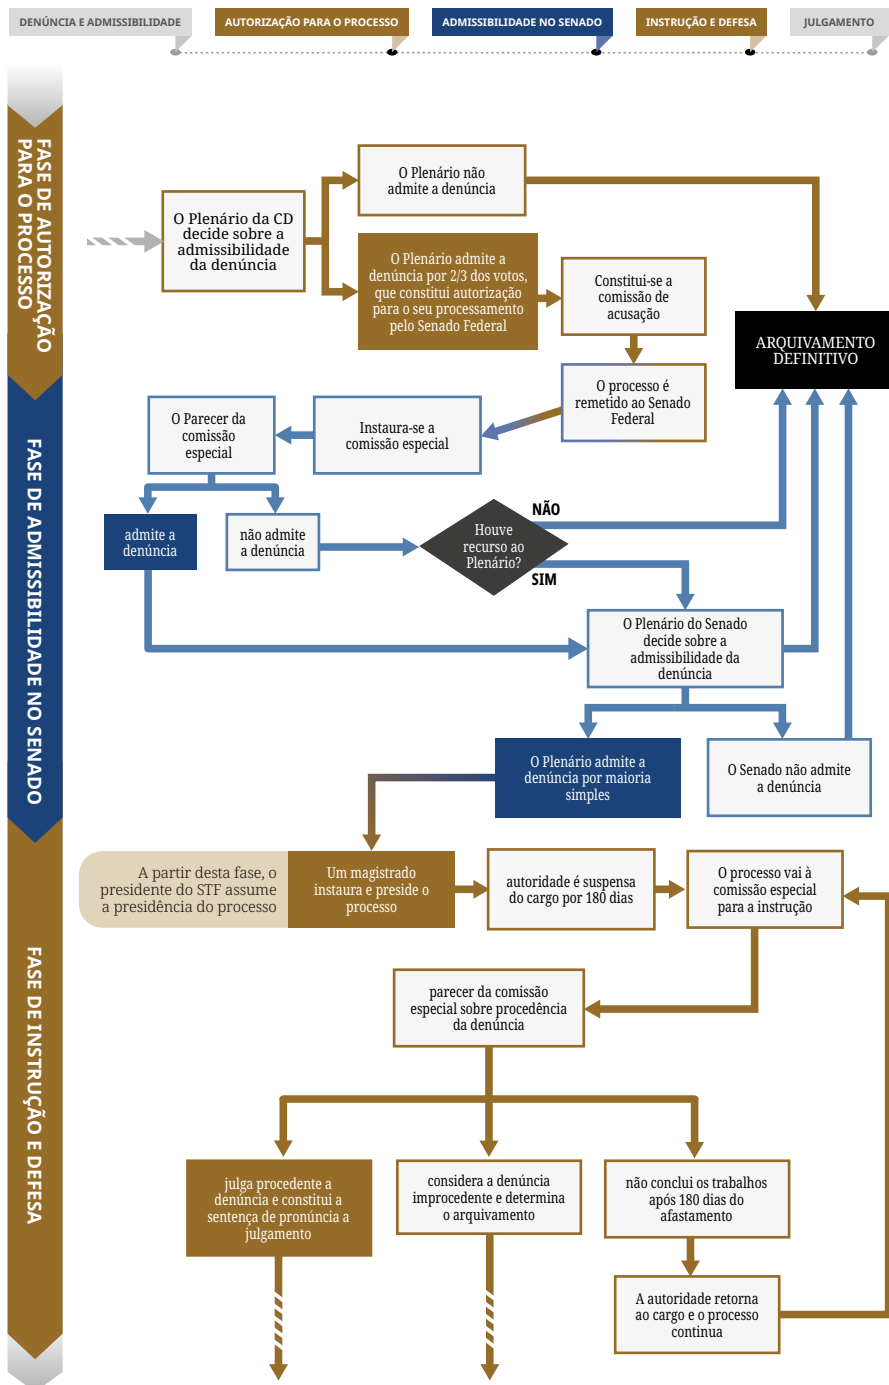 DENÚNCIA E ADMISSIBILIDADE
AUTORIZAÇÃO PARA O PROCESSO
ADMISSIBILIDADE NO SENADO
INSTRUÇÃO E DEFESA
JULGAMENTO
FASE DE AUTORIZAÇÃO
PARA O PROCESSO
O Plenário da CD
decide sobre a
admissibilidade
da denúncia
O Plenário não
admite a denúncia
O Plenário admite a
denúncia por 2/3 dos votos,
que constitui autorização
para o seu processamento
pelo Senado Federal
Constitui-se a
comissão de
acusação
ARQUIVAMENTO
DEFINITIVO
O processo é
remetido ao Senado
Federal
FASE DE ADMISSIBILIDADE NO SENADO
Instaura-se a
comissão especial
O Parecer da
comissão
especial
admite a
denúncia
não admite
a denúncia
Houve
recurso ao
Plenário?
NÃO
SIM
O Plenário do Senado
decide sobre a
admissibilidade da
denúncia
O Plenário admite a
denúncia por maioria
simples
O Senado não admite
a denúncia
FASE DE INSTRUÇÃO E DEFESA
A partir desta fase, o
presidente do STF assume
a presidência do processo
Um magistrado
instaura e preside o
processo
autoridade é suspensa
do cargo por 180 dias
O processo vai à
comissão especial
para a instrução
parecer da comissão
especial sobre procedência
da denúncia
julga procedente a
denúncia e constitui a
sentença de pronúncia a
julgamento
considera a denúncia
improcedente e determina
o arquivamento
não conclui os trabalhos
após 180 dias do
afastamento
A autoridade retorna
ao cargo e o processo
continua